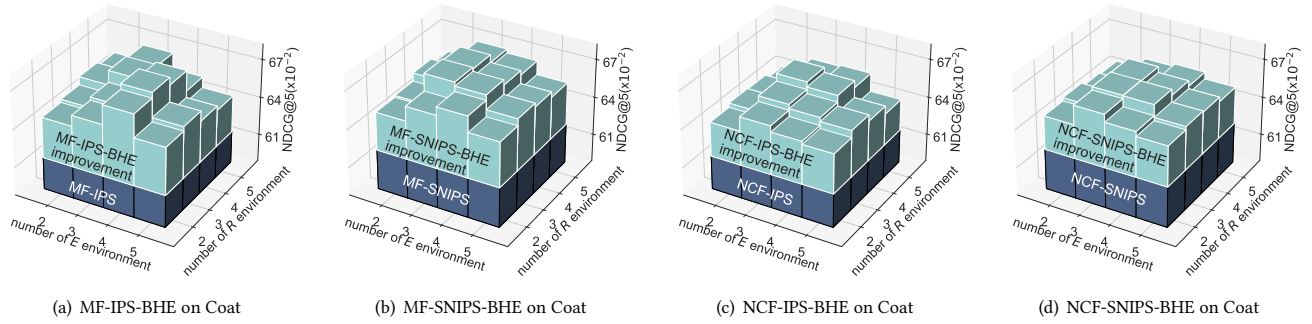 67
64
61
NDCG@5(x10⁻²)
MF-IPS-BHE
improvement
MF-IPS
2
3
4
5
number of E environment
2
3
4
5
number of R environment
(a) MF-IPS-BHE on Coat
67
64
61
NDCG@5(x10⁻²)
MF-SNIPS-BHE
improvement
MF-SNIPS
2
3
4
5
number of E environment
2
3
4
5
number of R environment
(b) MF-SNIPS-BHE on Coat
67
64
61
NDCG@5(x10⁻²)
NCF-IPS-BHE
improvement
NCF-IPS
2
3
4
5
number of E environment
2
3
4
5
number of R environment
(c) NCF-IPS-BHE on Coat
67
64
61
NDCG@5(x10⁻²)
NCF-SNIPS-BHE
improvement
NCF-SNIPS
2
3
4
5
number of E environment
2
3
4
5
number of R environment
(d) NCF-SNIPS-BHE on Coat